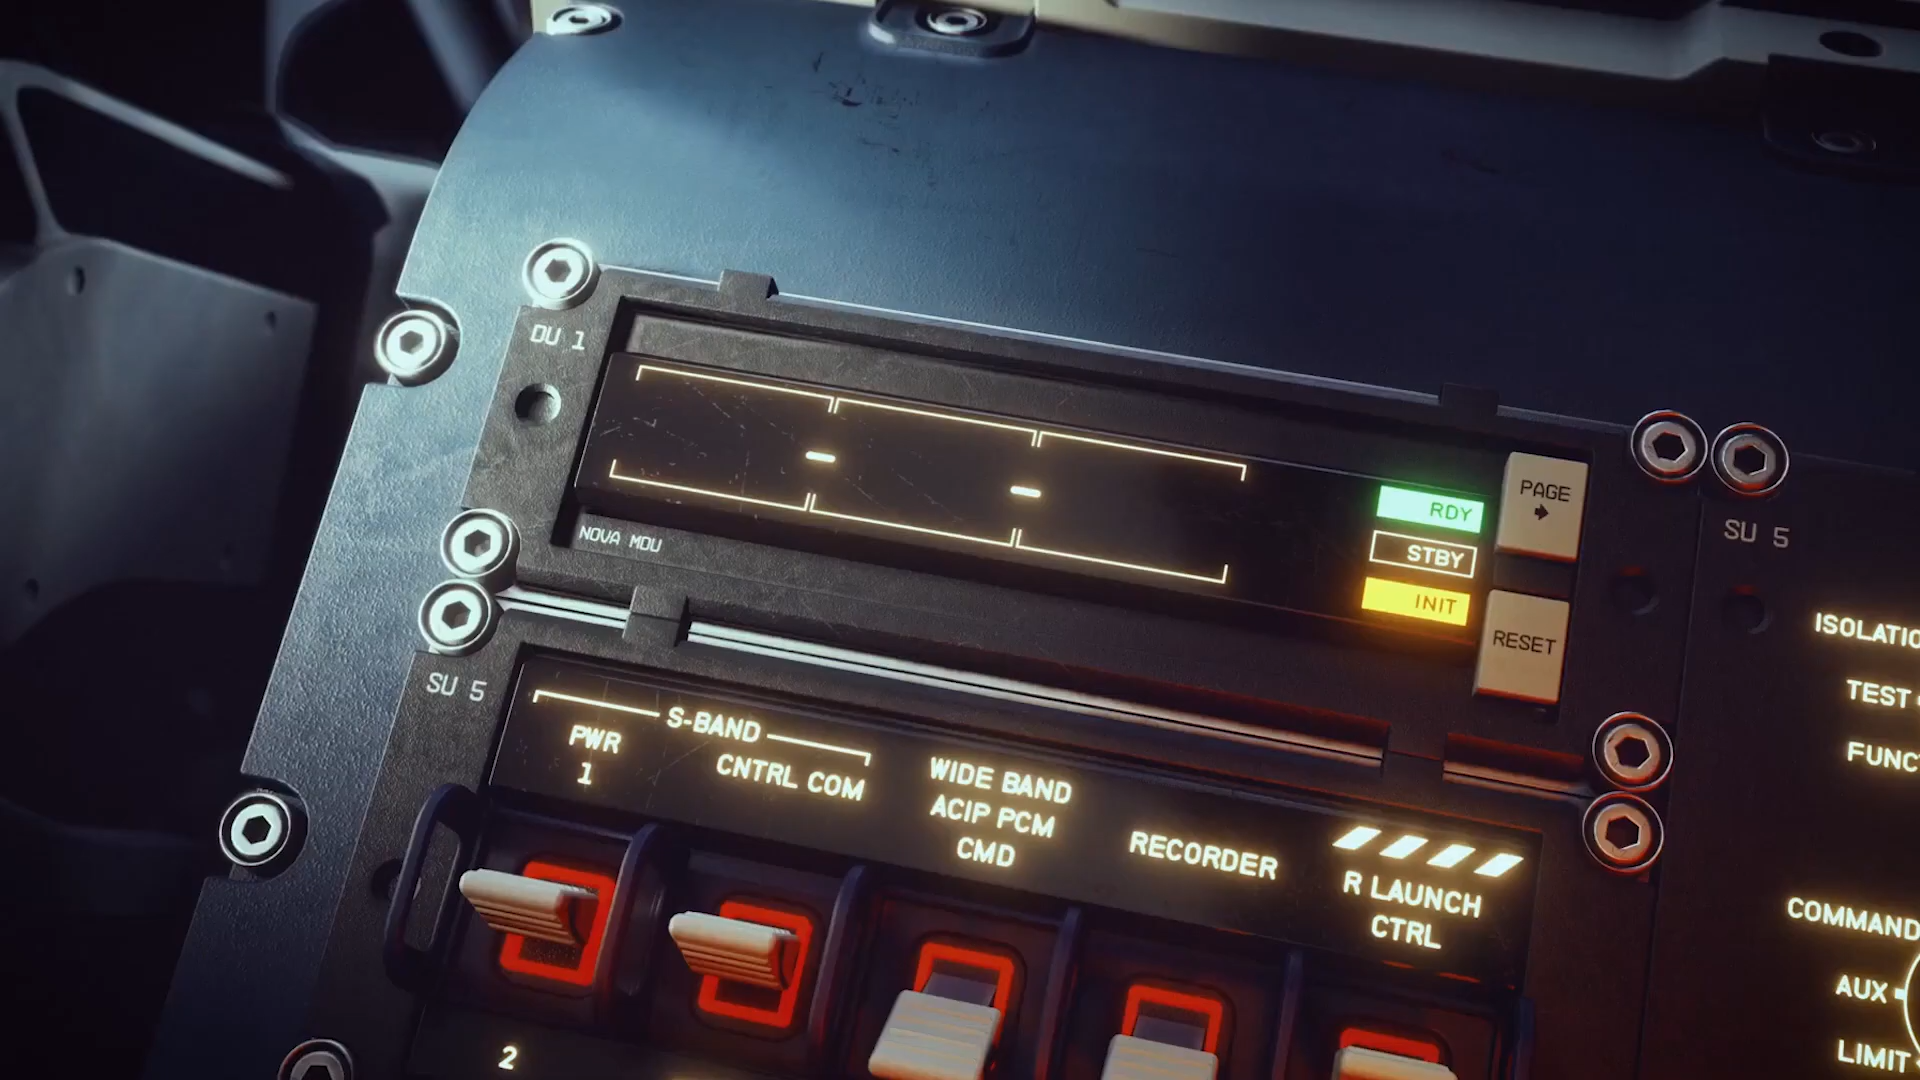 DU 1
- -
RDY
STBY
INIT
PAGE
RESET
NOVA MDU
SU 5
S-BAND
PWR
1
CNTRL COM
WIDE BAND
ACIP PCM
CMD
RECORDER
R LAUNCH
CTRL
2
SU 5
TEST
COMMAND
AUX
LIMIT